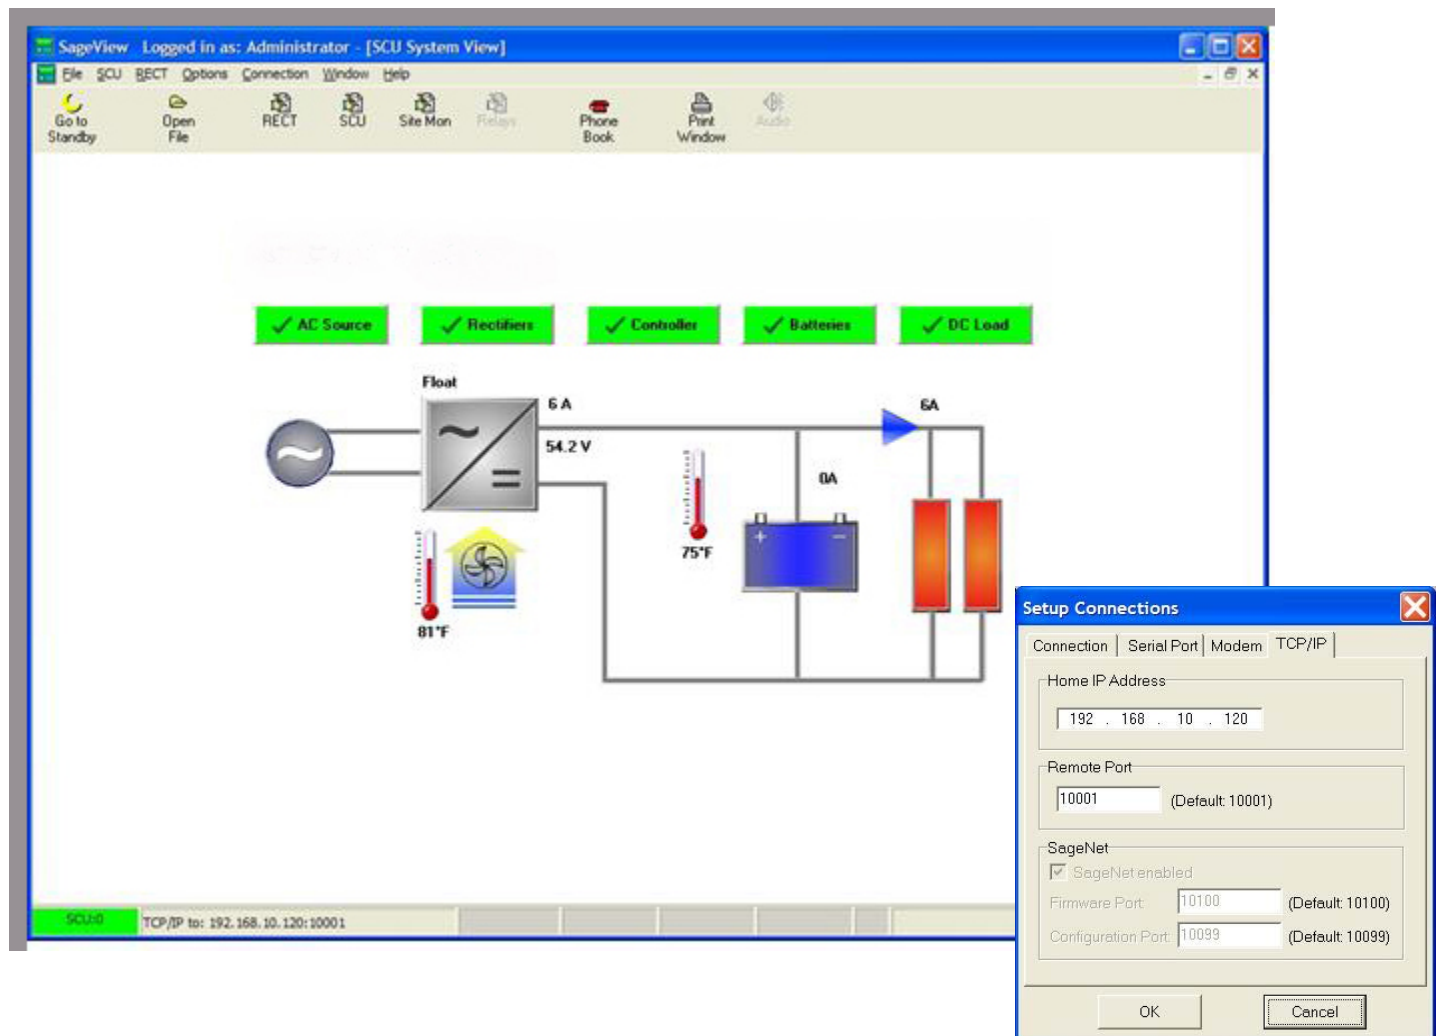 SageView Logged in as: Administrator - [SCU System View]
File SCU RECT Options Connection Window Help
Go to Standby
Open File
RECT
SCU
Site Mon
Relays
Phone Book
Print Window
Audio
AC Source
Rectifiers
Controller
Batteries
DC Load
Float
6 A
6A
54.2 V
0A
+ -
75°F
81°F
Setup Connections
Connection Serial Port Modem TCP/IP
Home IP Address
192 . 168 . 10 . 120
Remote Port
10001 (Default: 10001)
SageNet
SageNet enabled
Firmware Port: 10100 (Default: 10100)
Configuration Port: 10099 (Default: 10099)
OK Cancel
SCU:0 TCP/IP to: 192.168.10.120:10001